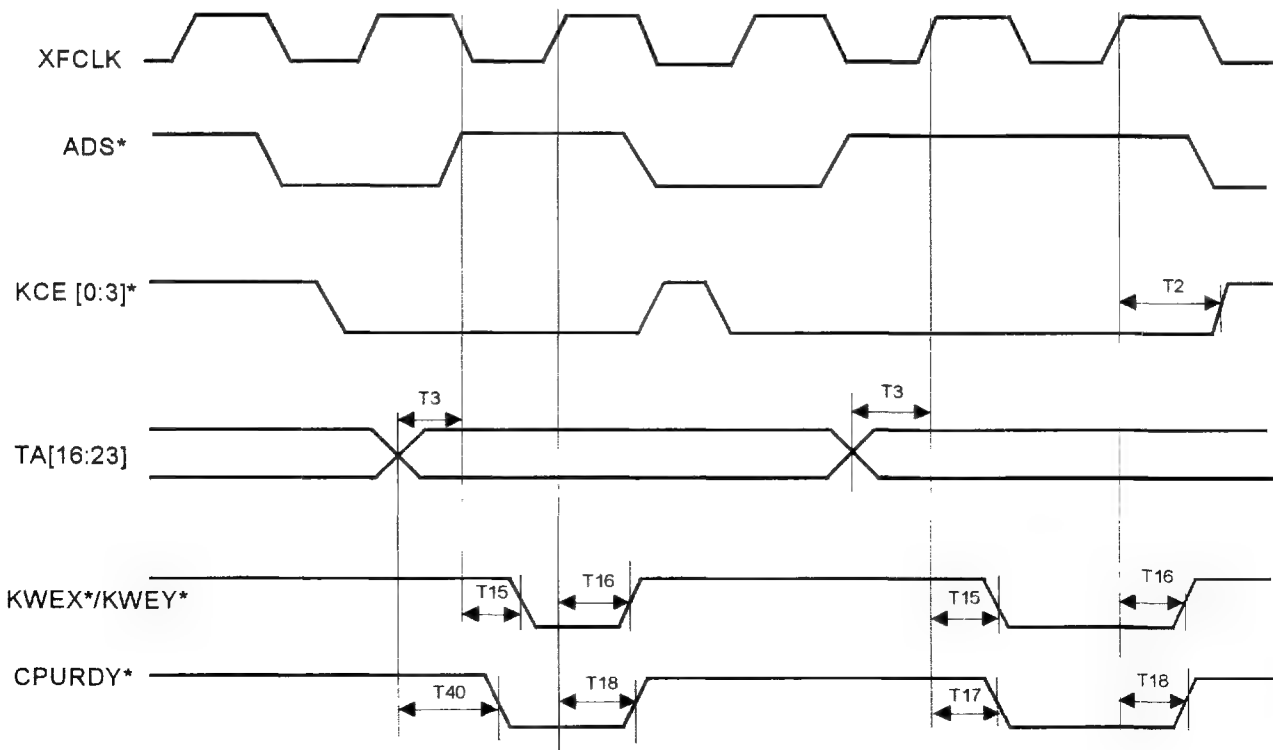 XFCLK
ADS*
KCE [0:3]*
T2
T3
T3
TA[16:23]
KWEX*/KWEY*
T15
T16
T15
T16
CPURDY*
T40
T18
T17
T18